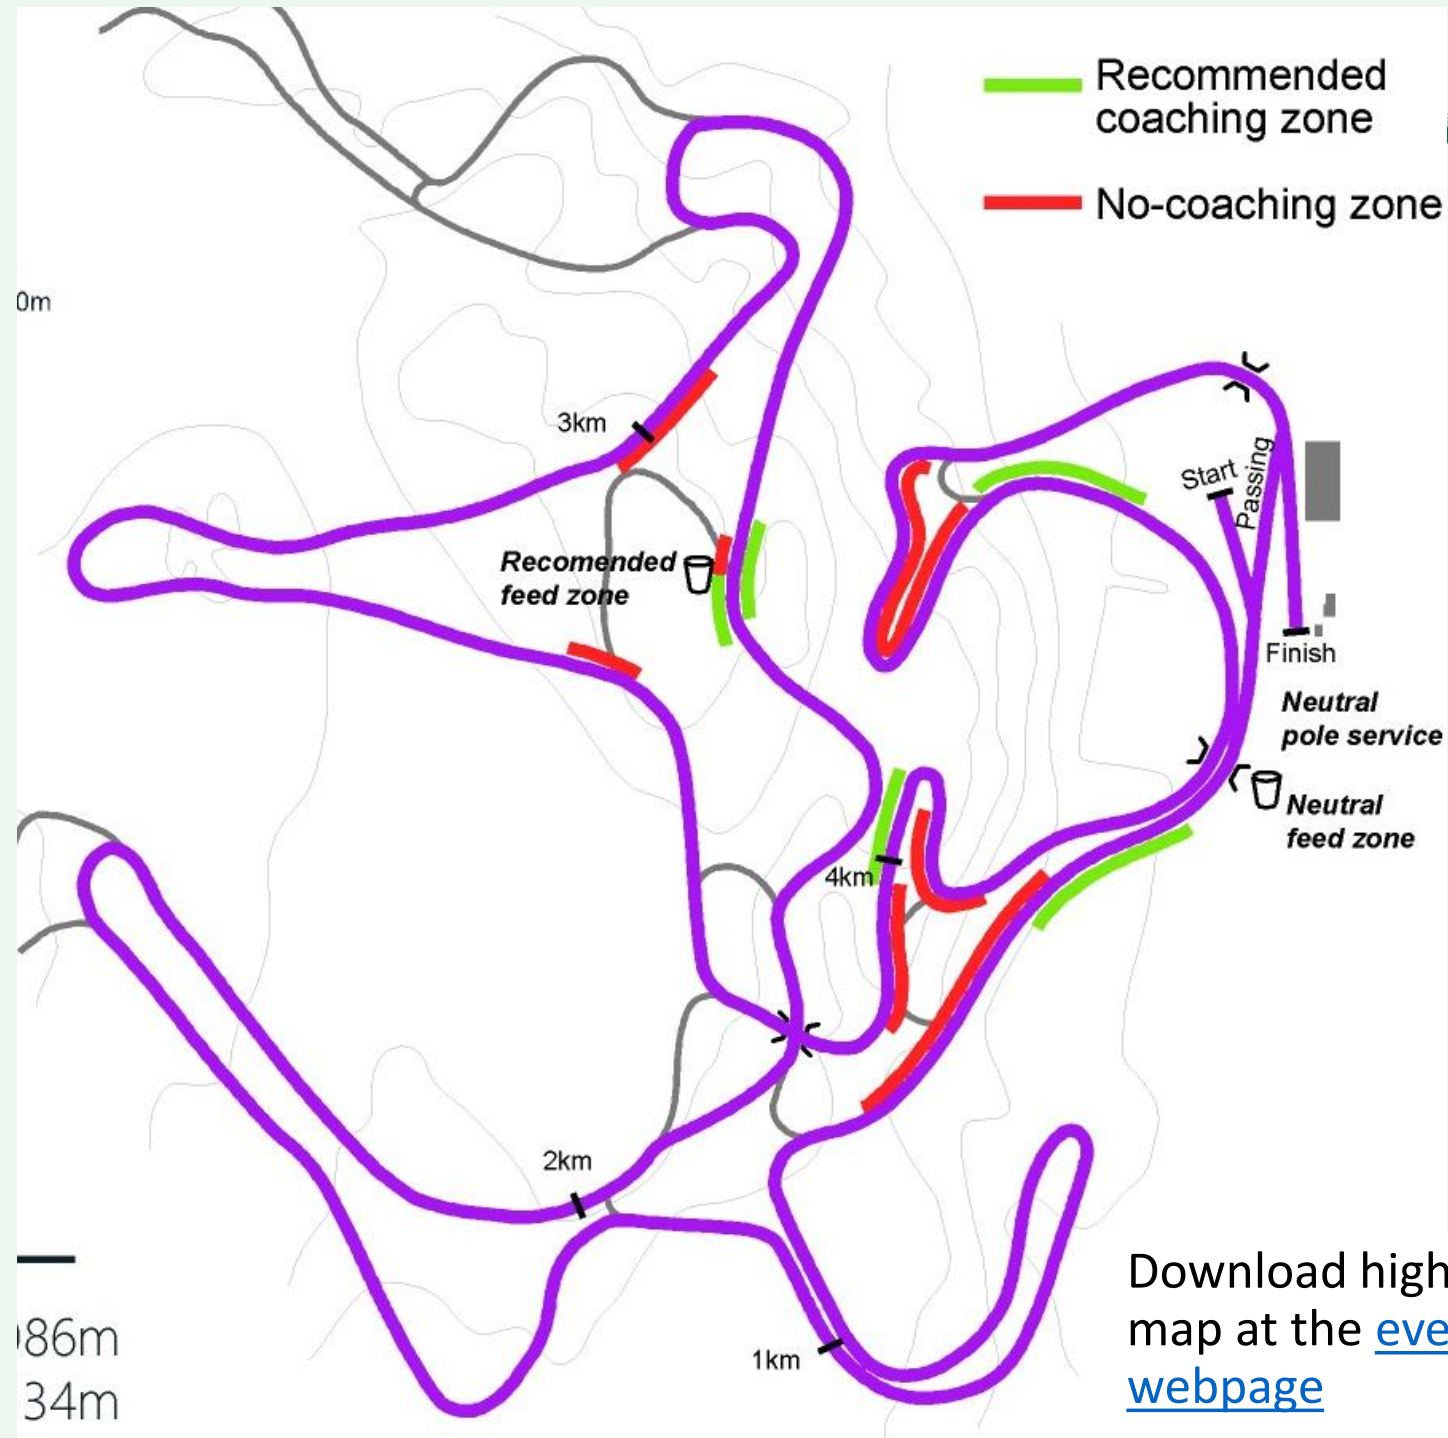 Recommended
coaching zone
No-coaching zone
0m
3km
Start
Passing
Recomended
feed zone
Finish
Neutral
pole service
Neutral
feed zone
4km
2km
1km
86m
34m
Download high
map at the eve
webpage